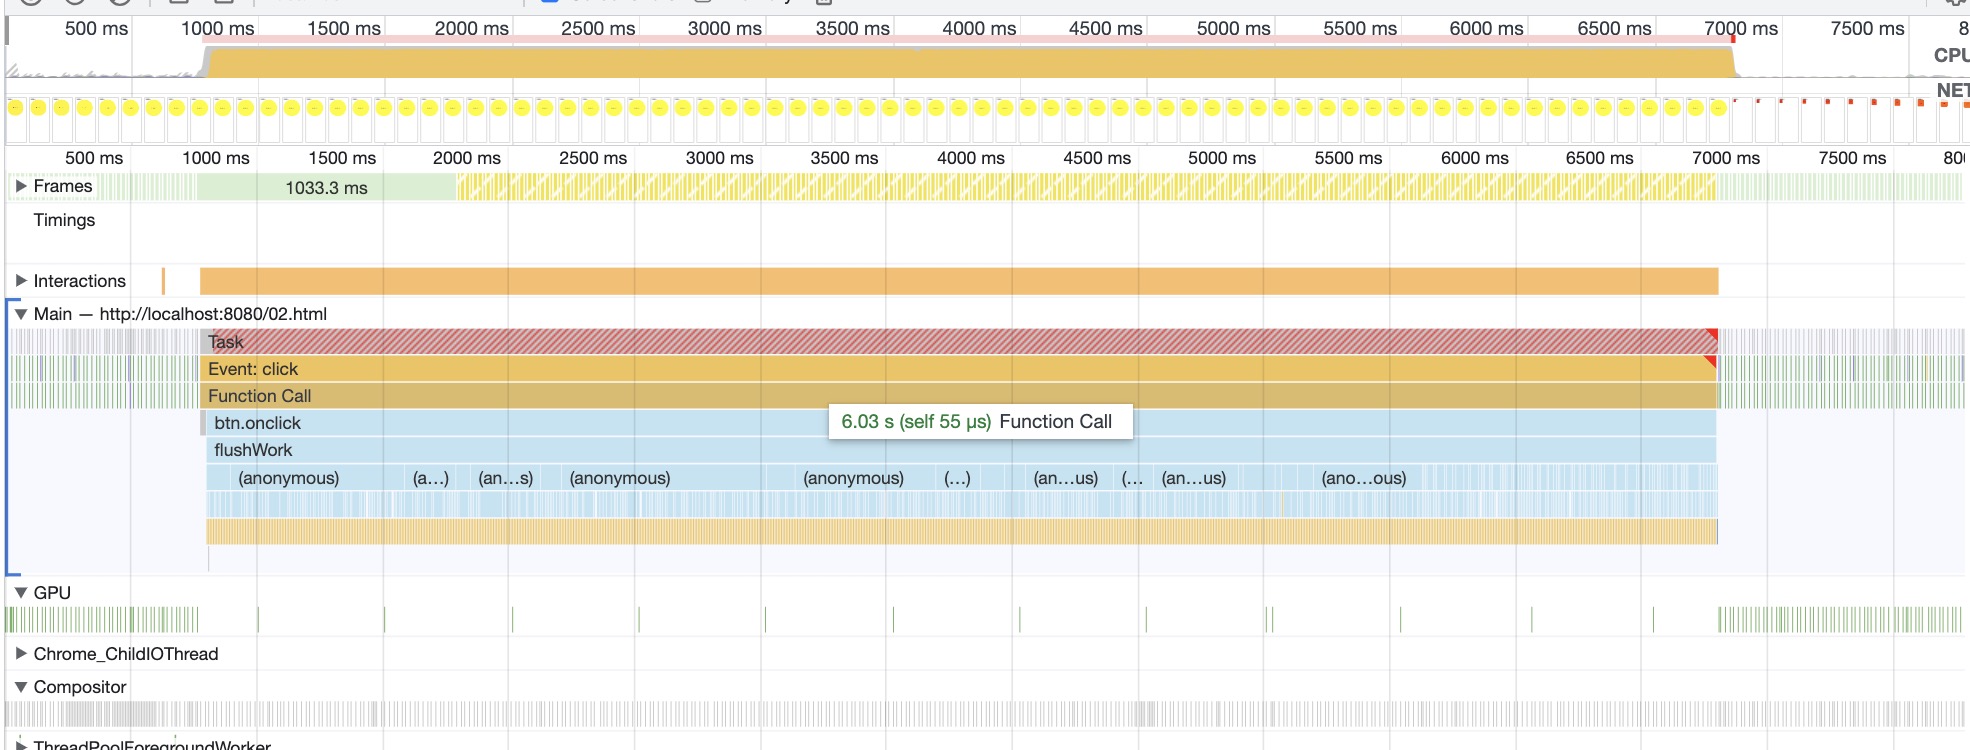 500 ms 1000 ms 1500 ms 2000 ms 2500 ms 3000 ms 3500 ms 4000 ms 4500 ms 5000 ms 5500 ms 6000 ms 6500 ms 7000 ms 7500 ms 8
CPU
NET
500 ms 1000 ms 1500 ms 2000 ms 2500 ms 3000 ms 3500 ms 4000 ms 4500 ms 5000 ms 5500 ms 6000 ms 6500 ms 7000 ms 7500 ms 800
Frames 1033.3 ms
Timings
Interactions
Main — http://localhost:8080/02.html
Task
Event: click
Function Call
btn.onclick
6.03 s (self 55 µs) Function Call
flushWork
(anonymous) (a…) (an…s) (anonymous) (anonymous) (…) (an…us) (… (an…us) (ano…ous)
GPU
Chrome_ChildIOThread
Compositor
ThreadPoolForegroundWorker